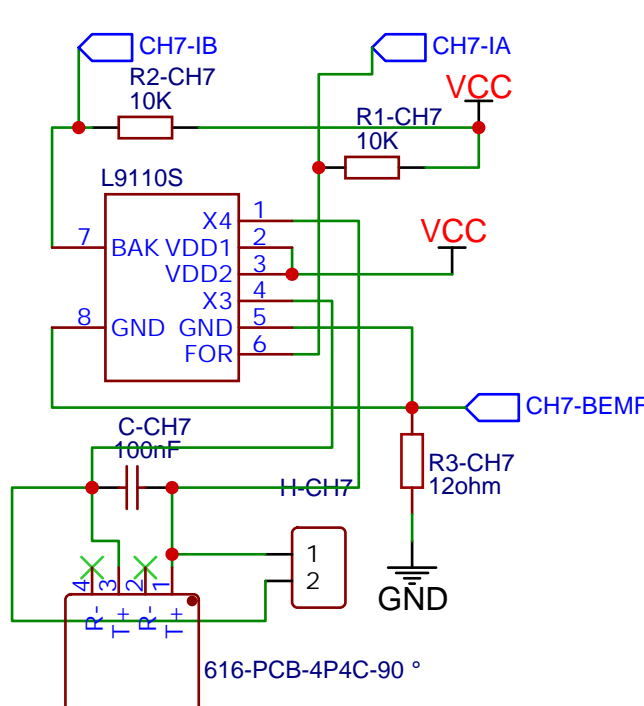 CH7-IB
CH7-IA
R2-CH7
10K
VCC
R1-CH7
10K
L9110S
X4 1
7 BAK VDD1 2
VCC
VDD2 3
X3 4
8 GND GND 5
FOR 6
CH7-BEMF
C-CH7
100nF
R3-CH7
12ohm
H-CH7
1
2
4 3 2 1
R- T+ R- T+
GND
616-PCB-4P4C-90 °